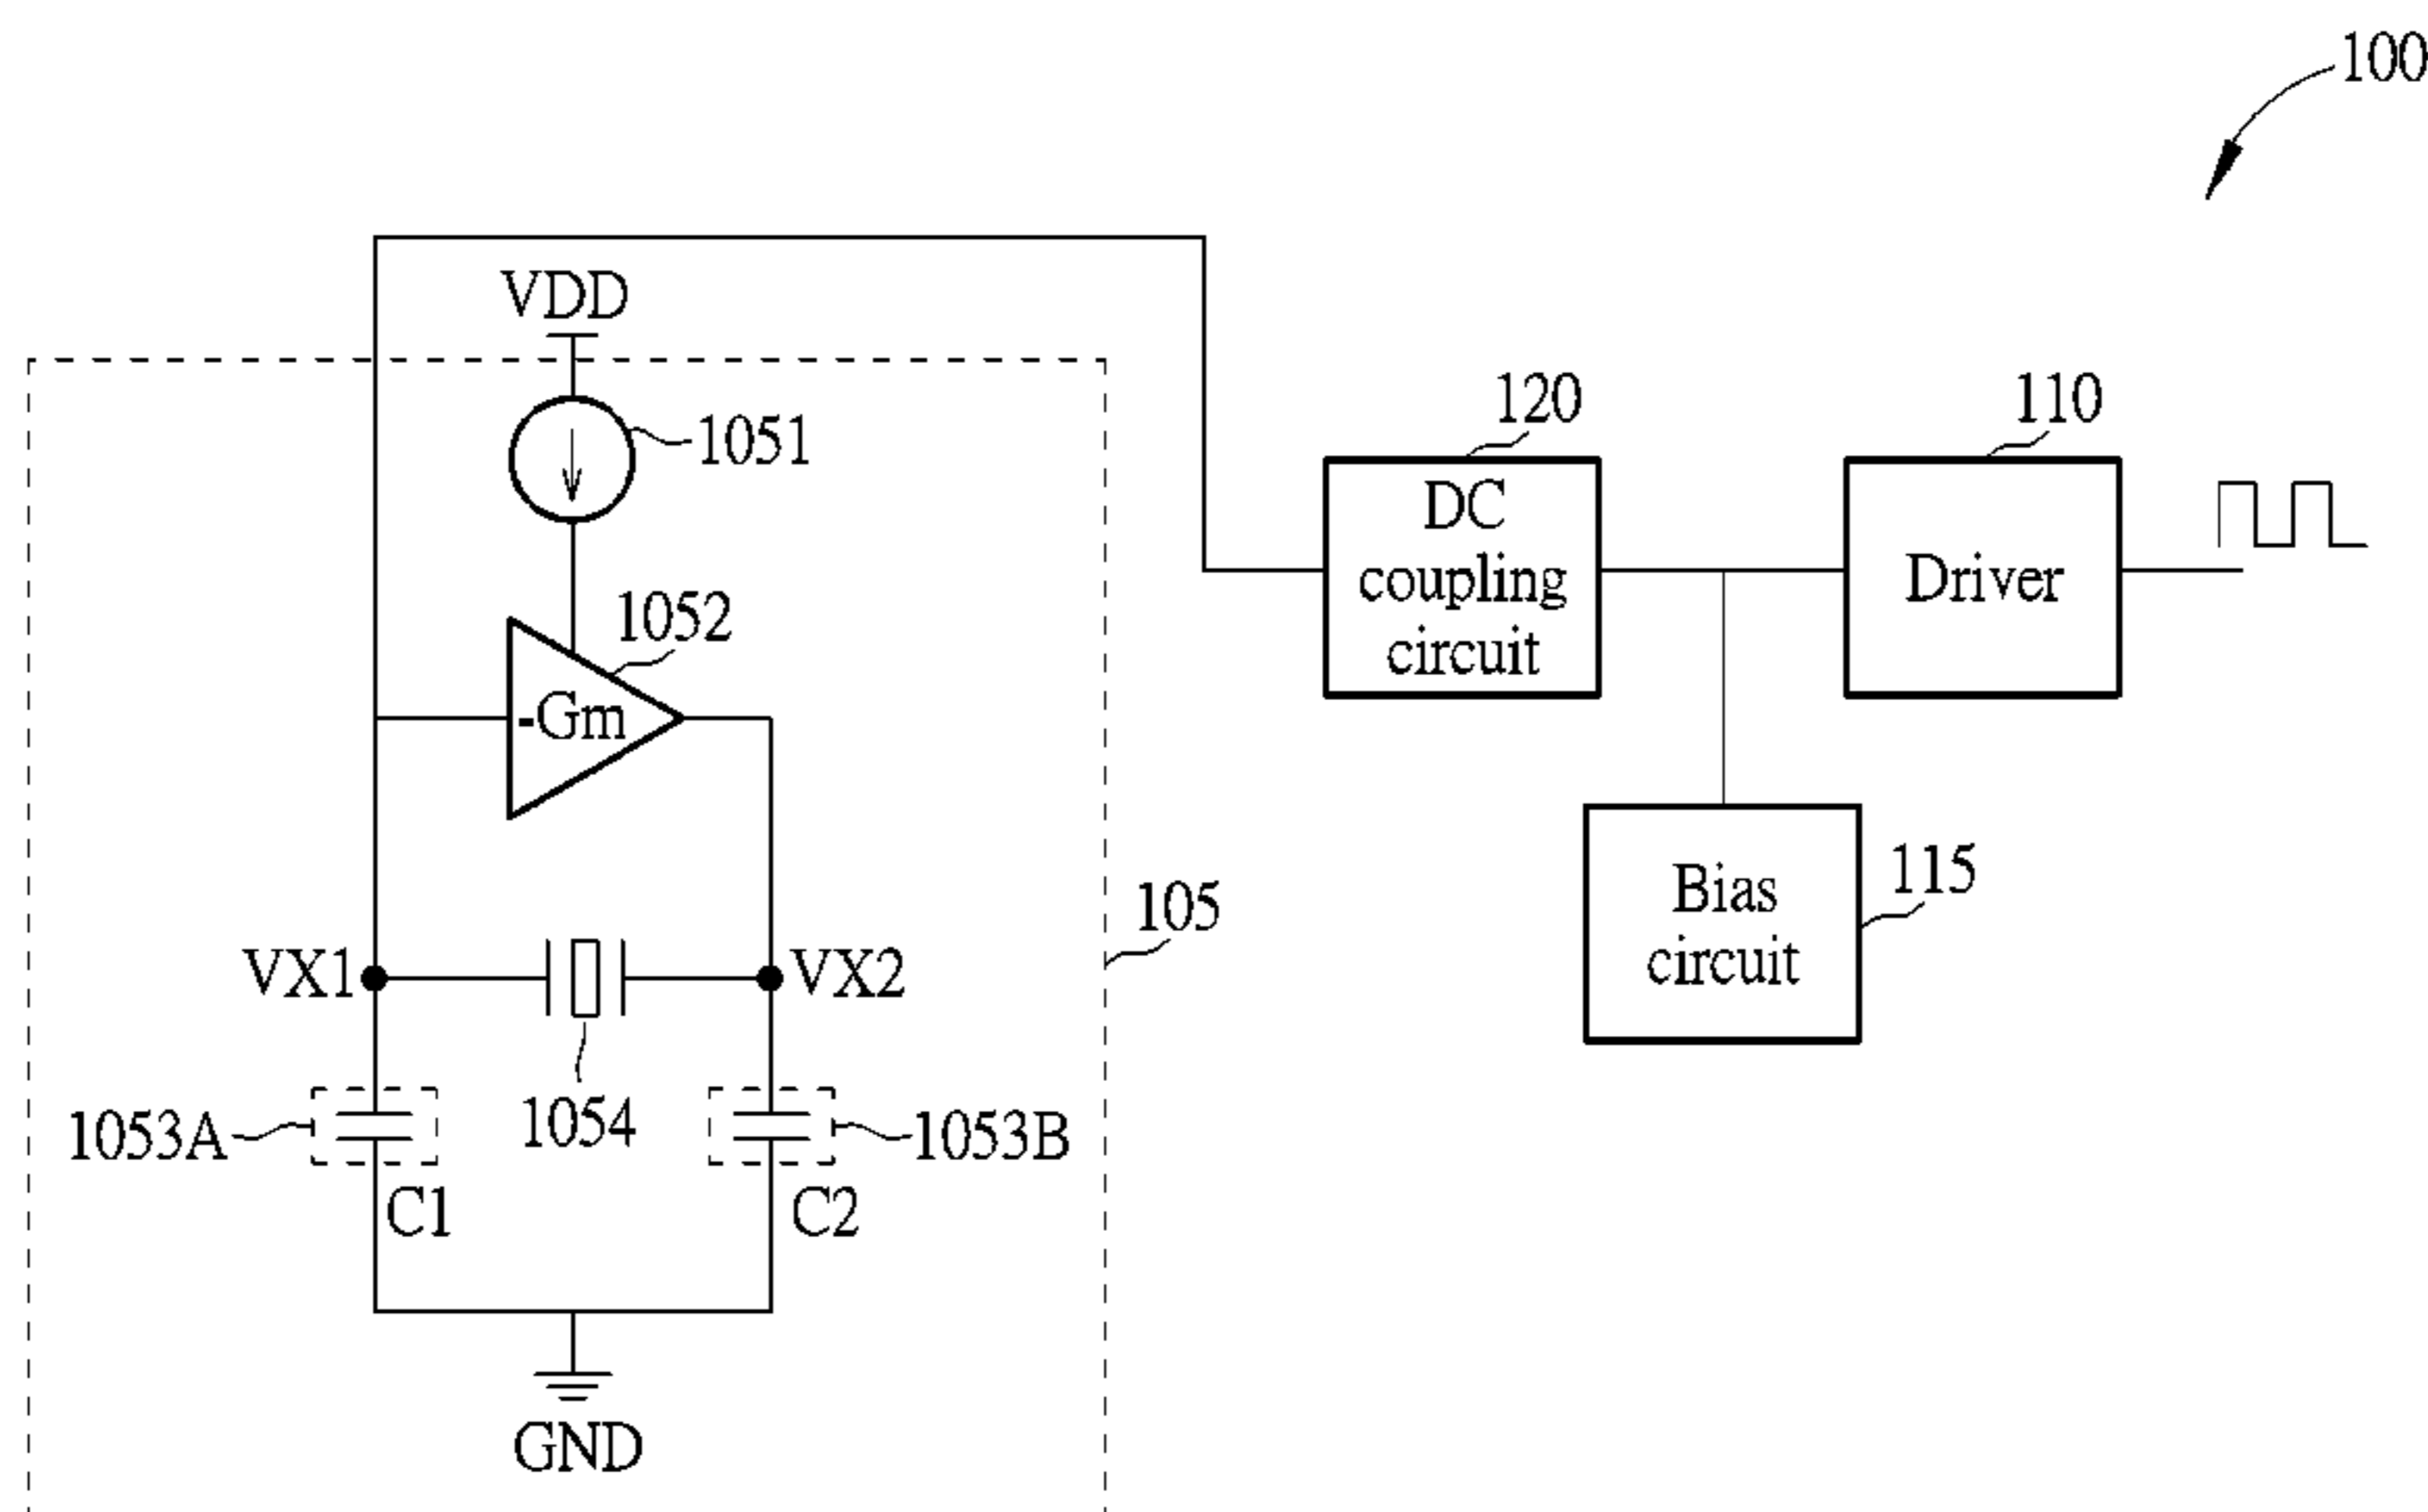 100
VDD
1051
120
110
DC
coupling
circuit
Driver
1052
-Gm
115
Bias
circuit
105
VX1
VX2
1053A
1054
1053B
C1
C2
GND